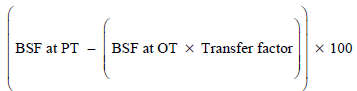 (BSF at PT – (BSF at OT × Transfer factor)) × 100